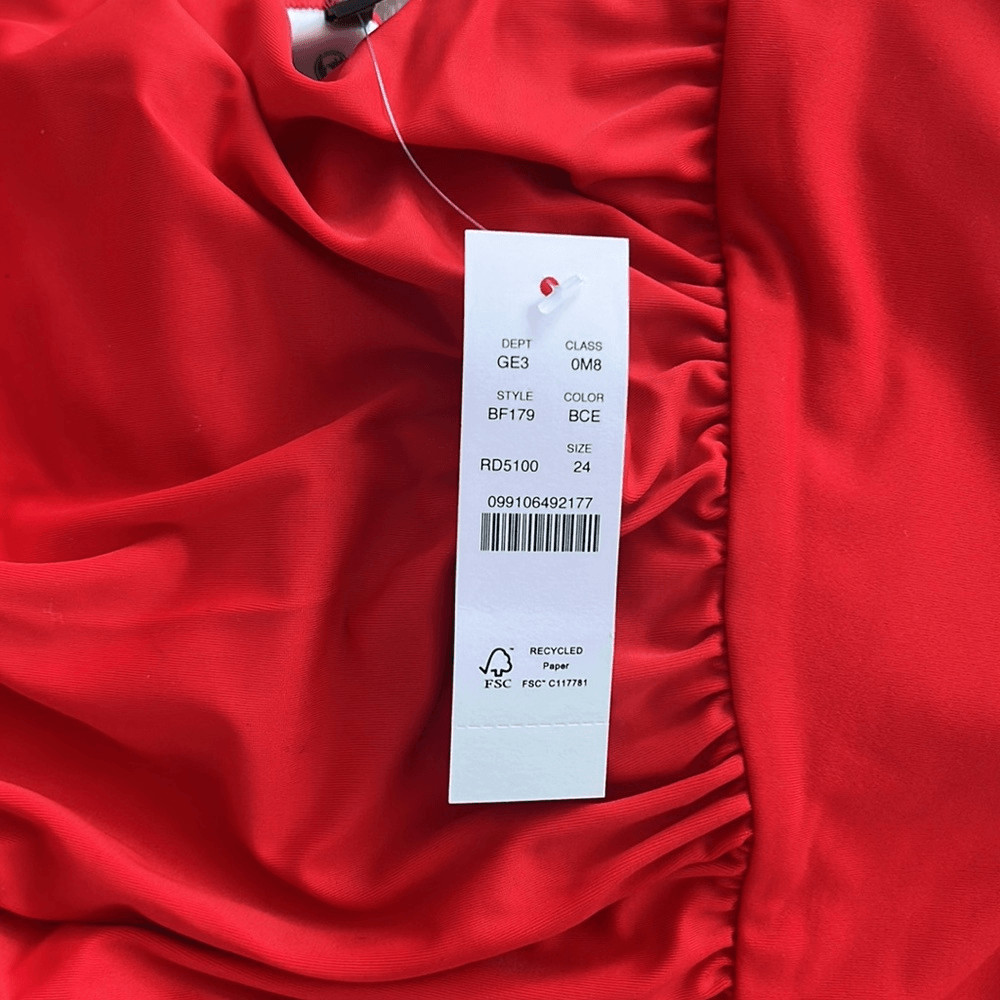 DEPT CLASS
GE3 0M8
STYLE COLOR
BF179 BCE
SIZE
RD5100 24
099106492177
RECYCLED
Paper
FSC™ C117781
FSC